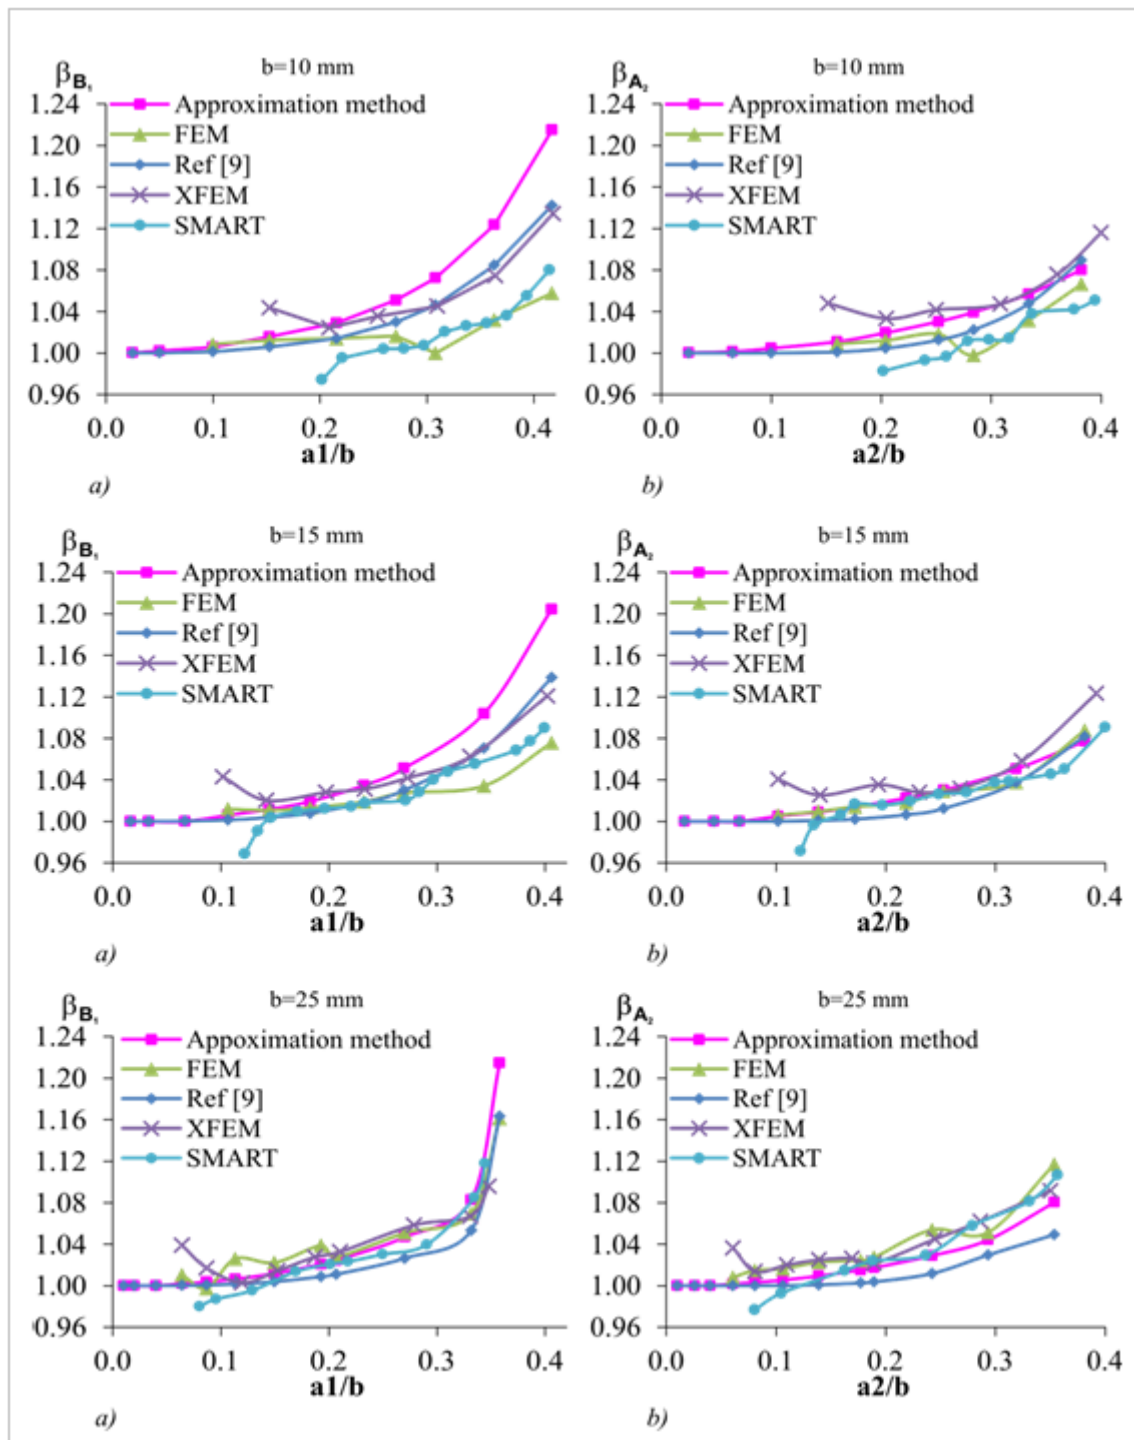 βB₁ b=10 mm
1.24 Approximation method
1.20 FEM
Ref [9]
1.16 XFEM
1.12 SMART
1.08
1.04
1.00
0.96
0.0 0.1 0.2 0.3 0.4
a1/b
a)
βA₂ b=10 mm
1.24 Approximation method
1.20 FEM
Ref [9]
1.16 XFEM
1.12 SMART
1.08
1.04
1.00
0.96
0.0 0.1 0.2 0.3 0.4
a2/b
b)
βB₁ b=15 mm
1.24 Approximation method
1.20 FEM
Ref [9]
1.16 XFEM
1.12 SMART
1.08
1.04
1.00
0.96
0.0 0.1 0.2 0.3 0.4
a1/b
a)
βA₂ b=15 mm
1.24 Approximation method
1.20 FEM
Ref [9]
1.16 XFEM
1.12 SMART
1.08
1.04
1.00
0.96
0.0 0.1 0.2 0.3 0.4
a2/b
b)
βB₁ b=25 mm
1.24 Appoximation method
1.20 FEM
Ref [9]
1.16 XFEM
1.12 SMART
1.08
1.04
1.00
0.96
0.0 0.1 0.2 0.3 0.4
a1/b
a)
βA₂ b=25 mm
1.24 Approximation method
1.20 FEM
Ref [9]
1.16 XFEM
1.12 SMART
1.08
1.04
1.00
0.96
0.0 0.1 0.2 0.3 0.4
a2/b
b)